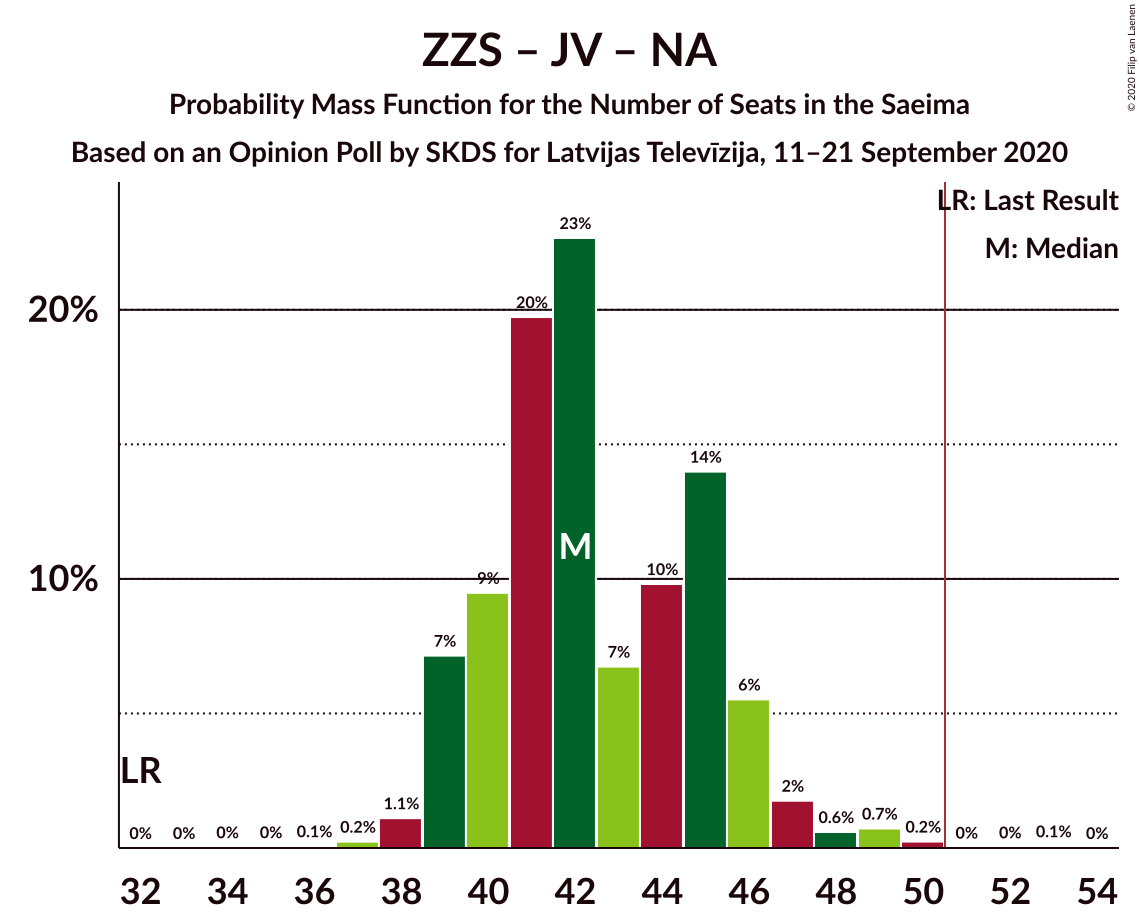 ZZS – JV – NA
Probability Mass Function for the Number of Seats in the Saeima
Based on an Opinion Poll by SKDS for Latvijas Televīzija, 11–21 September 2020
© 2020 Filip van Laenen
LR: Last Result
M: Median
20%
10%
23%
20%
14%
M
10%
9%
7%
7%
6%
LR
2%
1.1%
0.7%
0.6%
0.2%
0.2%
0%
0%
0%
0%
0.1%
0%
0%
0.1%
0%
32 34 36 38 40 42 44 46 48 50 52 54